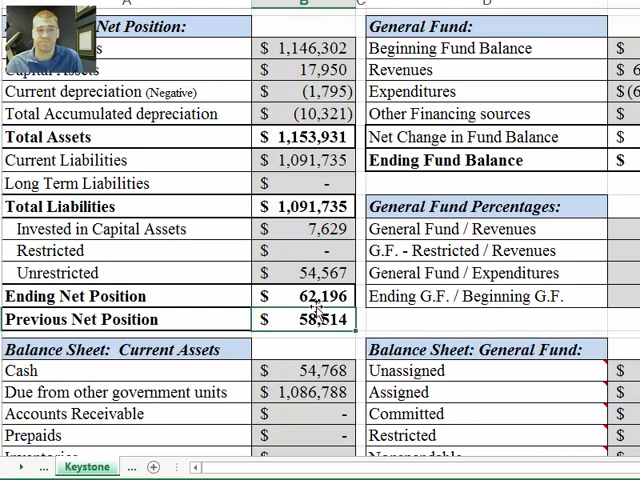 Net Position:
$ 1,146,302
Capital Assets $ 17,950
Current depreciation (Negative) $ (1,795)
Total Accumulated depreciation $ (10,321)
Total Assets $ 1,153,931
Current Liabilities $ 1,091,735
Long Term Liabilities $ -
Total Liabilities $ 1,091,735
Invested in Capital Assets $ 7,629
Restricted $ -
Unrestricted $ 54,567
Ending Net Position $ 62,196
Previous Net Position $ 58,514
Balance Sheet: Current Assets
Cash $ 54,768
Due from other government units $ 1,086,788
Accounts Receivable $ -
Prepaids $ -
B
D
General Fund:
Beginning Fund Balance $
Revenues $ 6
Expenditures $ (6
Other Financing sources $
Net Change in Fund Balance $
Ending Fund Balance $
General Fund Percentages:
General Fund / Revenues
G.F. - Restricted / Revenues
General Fund / Expenditures
Ending G.F. / Beginning G.F.
Balance Sheet: General Fund:
Unassigned $
Assigned $
Committed $
Restricted $
... Keystone ...